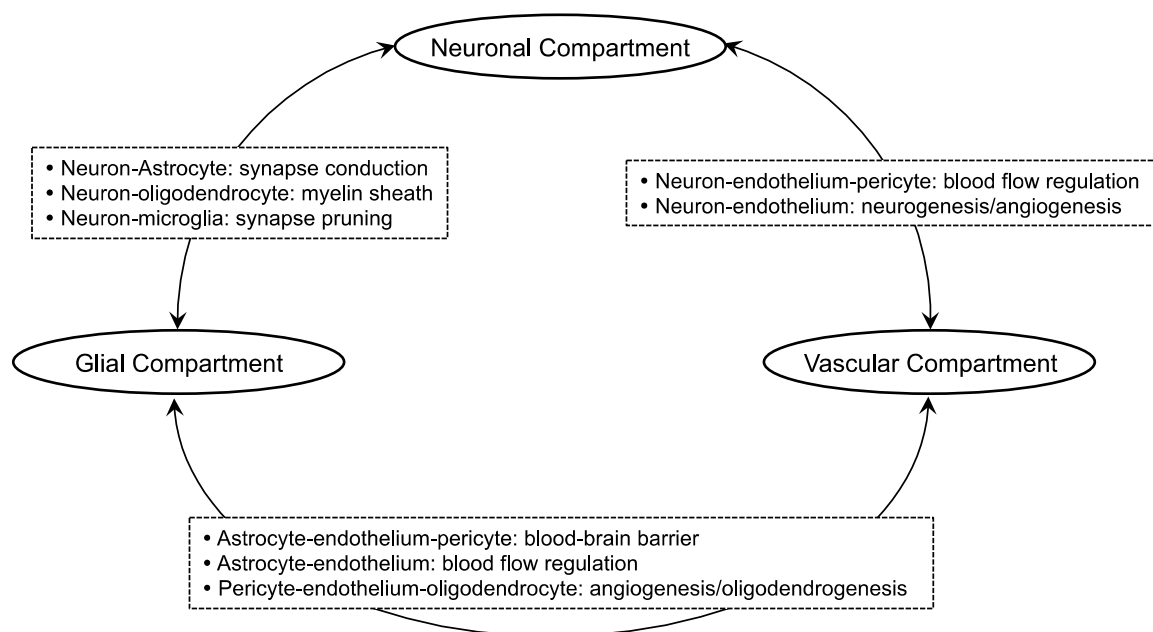 Neuronal Compartment
• Neuron-Astrocyte: synapse conduction
• Neuron-oligodendrocyte: myelin sheath
• Neuron-microglia: synapse pruning
• Neuron-endothelium-pericyte: blood flow regulation
• Neuron-endothelium: neurogenesis/angiogenesis
Glial Compartment
Vascular Compartment
• Astrocyte-endothelium-pericyte: blood-brain barrier
• Astrocyte-endothelium: blood flow regulation
• Pericyte-endothelium-oligodendrocyte: angiogenesis/oligodendrogenesis